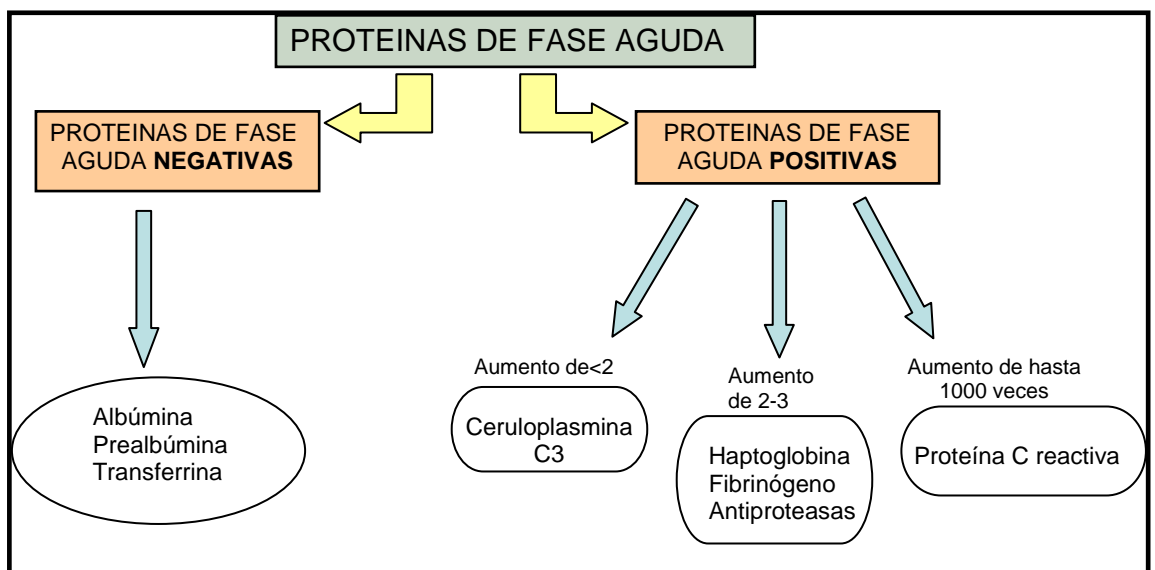 PROTEINAS DE FASE AGUDA
PROTEINAS DE FASE
AGUDA NEGATIVAS
PROTEINAS DE FASE
AGUDA POSITIVAS
Albúmina
Prealbúmina
Transferrina
Aumento de<2
Ceruloplasmina
C3
Aumento
de 2-3
Haptoglobina
Fibrinógeno
Antiproteasas
Aumento de hasta
1000 veces
Proteína C reactiva